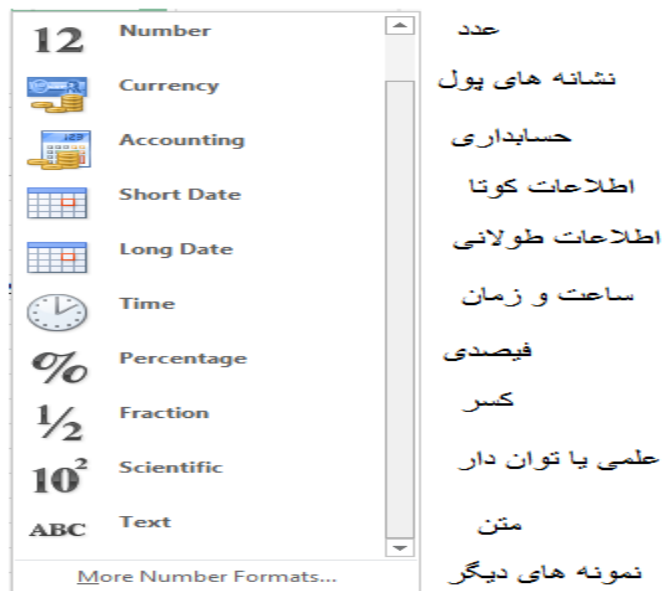 12 Number عدد
Currency نشانه های پول
Accounting حسابداری
Short Date اطلاعات کوتا
Long Date اطلاعات طولانی
Time ساعت و زمان
% Percentage فیصدی
1/2 Fraction کسر
10² Scientific علمی یا توان دار
ABC Text متن
More Number Formats... نمونه های دیگر